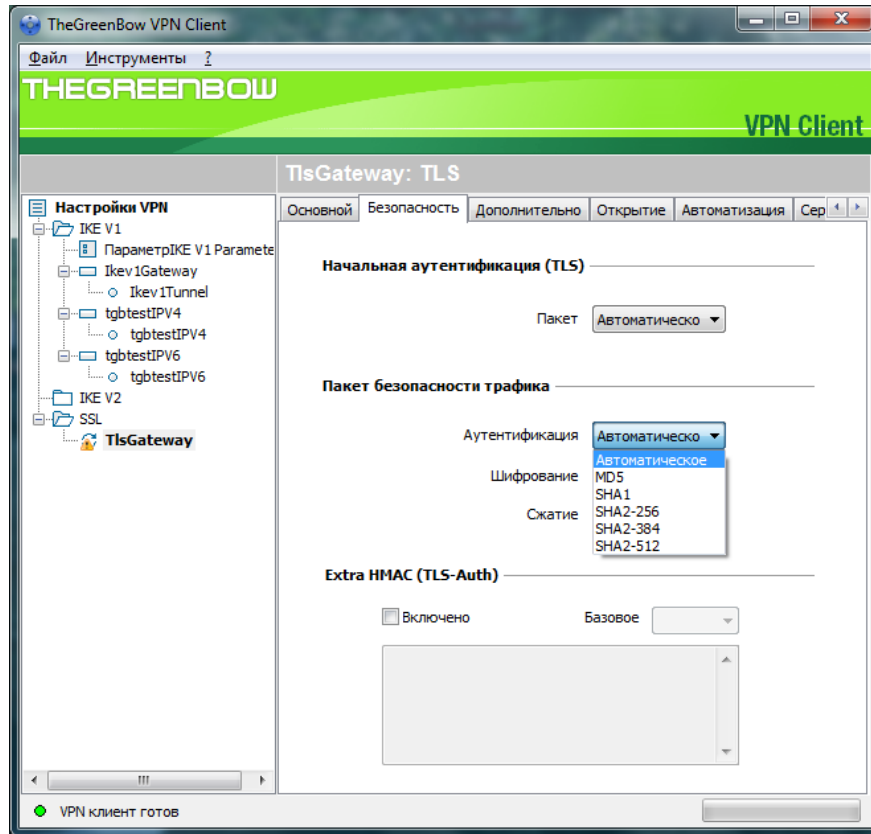 TheGreenBow VPN Client
Файл Инструменты ?
THEGREENBOW
VPN Client
TlsGateway: TLS
Настройки VPN
IKE V1
ПараметрIKE V1 Paramete
Ikev1Gateway
Ikev1Tunnel
tgbtestIPV4
tgbtestIPV4
tgbtestIPV6
tgbtestIPV6
IKE V2
SSL
TlsGateway
Основной Безопасность Дополнительно Открытие Автоматизация Сер
Начальная аутентификация (TLS)
Пакет Автоматическо
Пакет безопасности трафика
Аутентификация Автоматическо
Автоматическое
MD5
SHA1
SHA2-256
SHA2-384
SHA2-512
Шифрование
Сжатие
Extra HMAC (TLS-Auth)
Включено Базовое
VPN клиент готов